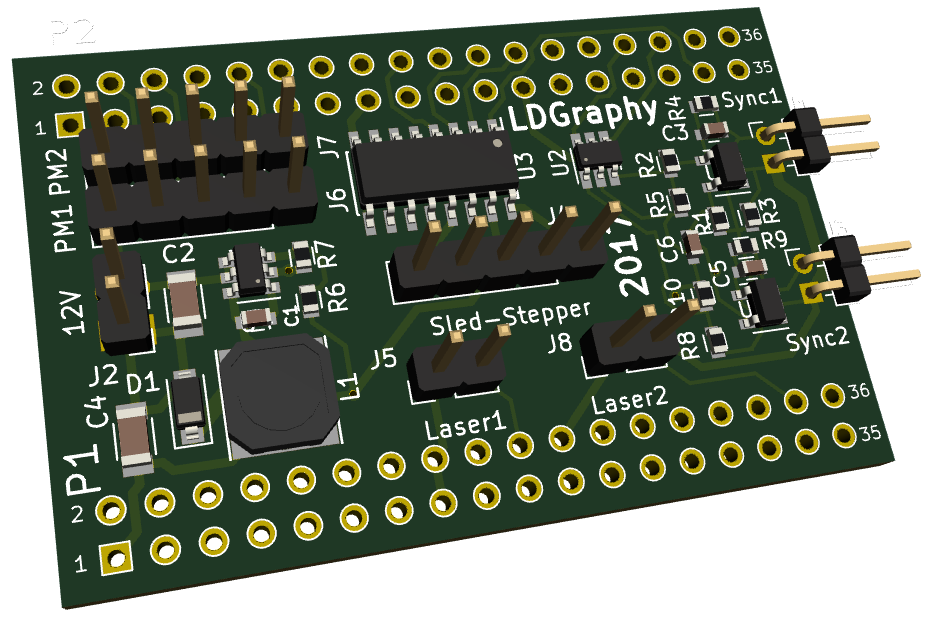 P2
36
2
35
1
LDGraphy
Sync1
R4
C3
J7
U3
U2
R2
PM1 PM2
J6
R5
R1
R3
2017
C6
R9
C2
R7
12V
C1
R6
C5
Sled-Stepper
R8
Sync2
J5
J8
J2
D1
L1
C4
Laser1
Laser2
36
35
P1
2
1